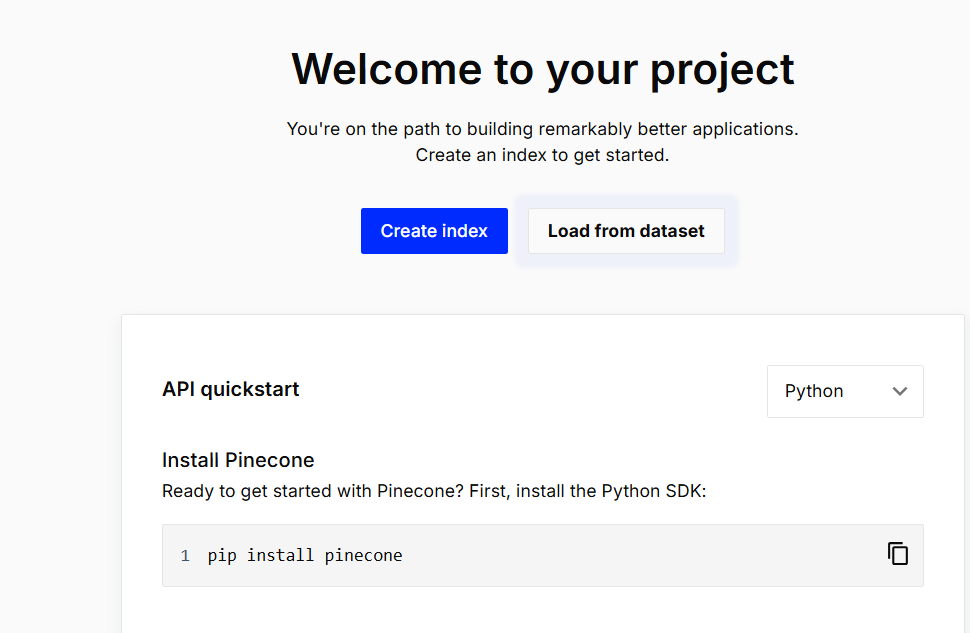 Welcome to your project
You're on the path to building remarkably better applications.
Create an index to get started.
Create index
Load from dataset
API quickstart
Python
Install Pinecone
Ready to get started with Pinecone? First, install the Python SDK:
1 pip install pinecone